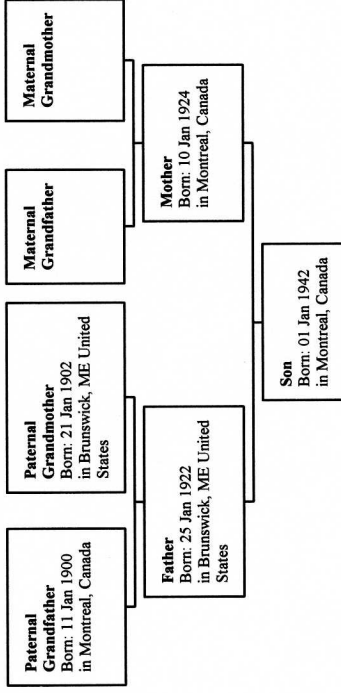 Paternal
Grandfather
Born: 11 Jan 1900
in Montreal, Canada
Paternal
Grandmother
Born: 21 Jan 1902
in Brunswick, ME United
States
Maternal
Grandfather
Maternal
Grandmother
Father
Born: 25 Jan 1922
in Brunswick, ME United
States
Mother
Born: 10 Jan 1924
in Montreal, Canada
Son
Born: 01 Jan 1942
in Montreal, Canada